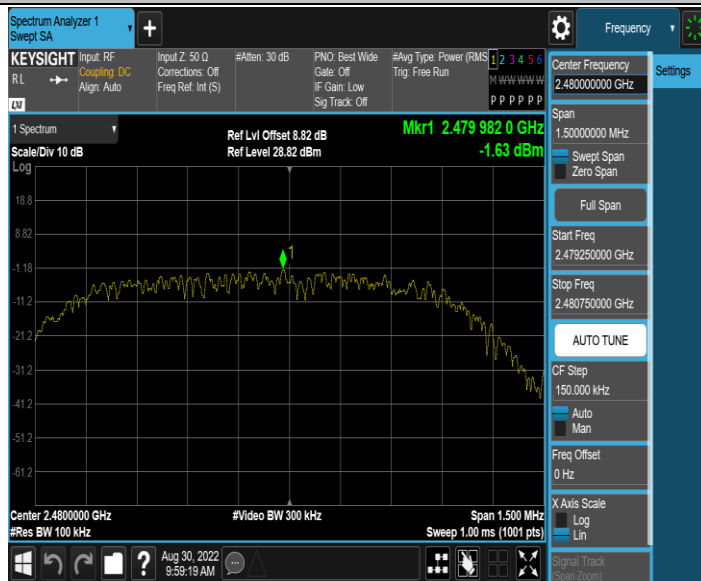 Spectrum Analyzer 1
Swept SA
+
Frequency
KEYSIGHT
RL
LXI
Input: RF
Coupling: DC
Align: Auto
Input Z: 50 Ω
Corrections: Off
Freq Ref: Int (S)
#Atten: 30 dB
PNO: Best Wide
Gate: Off
IF Gain: Low
Sig Track: Off
#Avg Type: Power (RMS
Trig: Free Run
1 2 3 4 5 6
M W W W W W
P P P P P P
Center Frequency
2.480000000 GHz
Settings
Span
1.50000000 MHz
Swept Span
Zero Span
Full Span
Start Freq
2.479250000 GHz
Stop Freq
2.480750000 GHz
AUTO TUNE
CF Step
150.000 kHz
Auto
Man
Freq Offset
0 Hz
X Axis Scale
Log
Lin
Signal Track
(Span Zoom)
1 Spectrum
Scale/Div 10 dB
Log
Ref Lvl Offset 8.82 dB
Ref Level 28.82 dBm
Mkr1 2.479 982 0 GHz
-1.63 dBm
18.8
8.82
-1.18
-11.2
-21.2
-31.2
-41.2
-51.2
-61.2
1
Center 2.4800000 GHz
#Res BW 100 kHz
#Video BW 300 kHz
Span 1.500 MHz
Sweep 1.00 ms (1001 pts)
?
Aug 30, 2022
9:59:19 AM